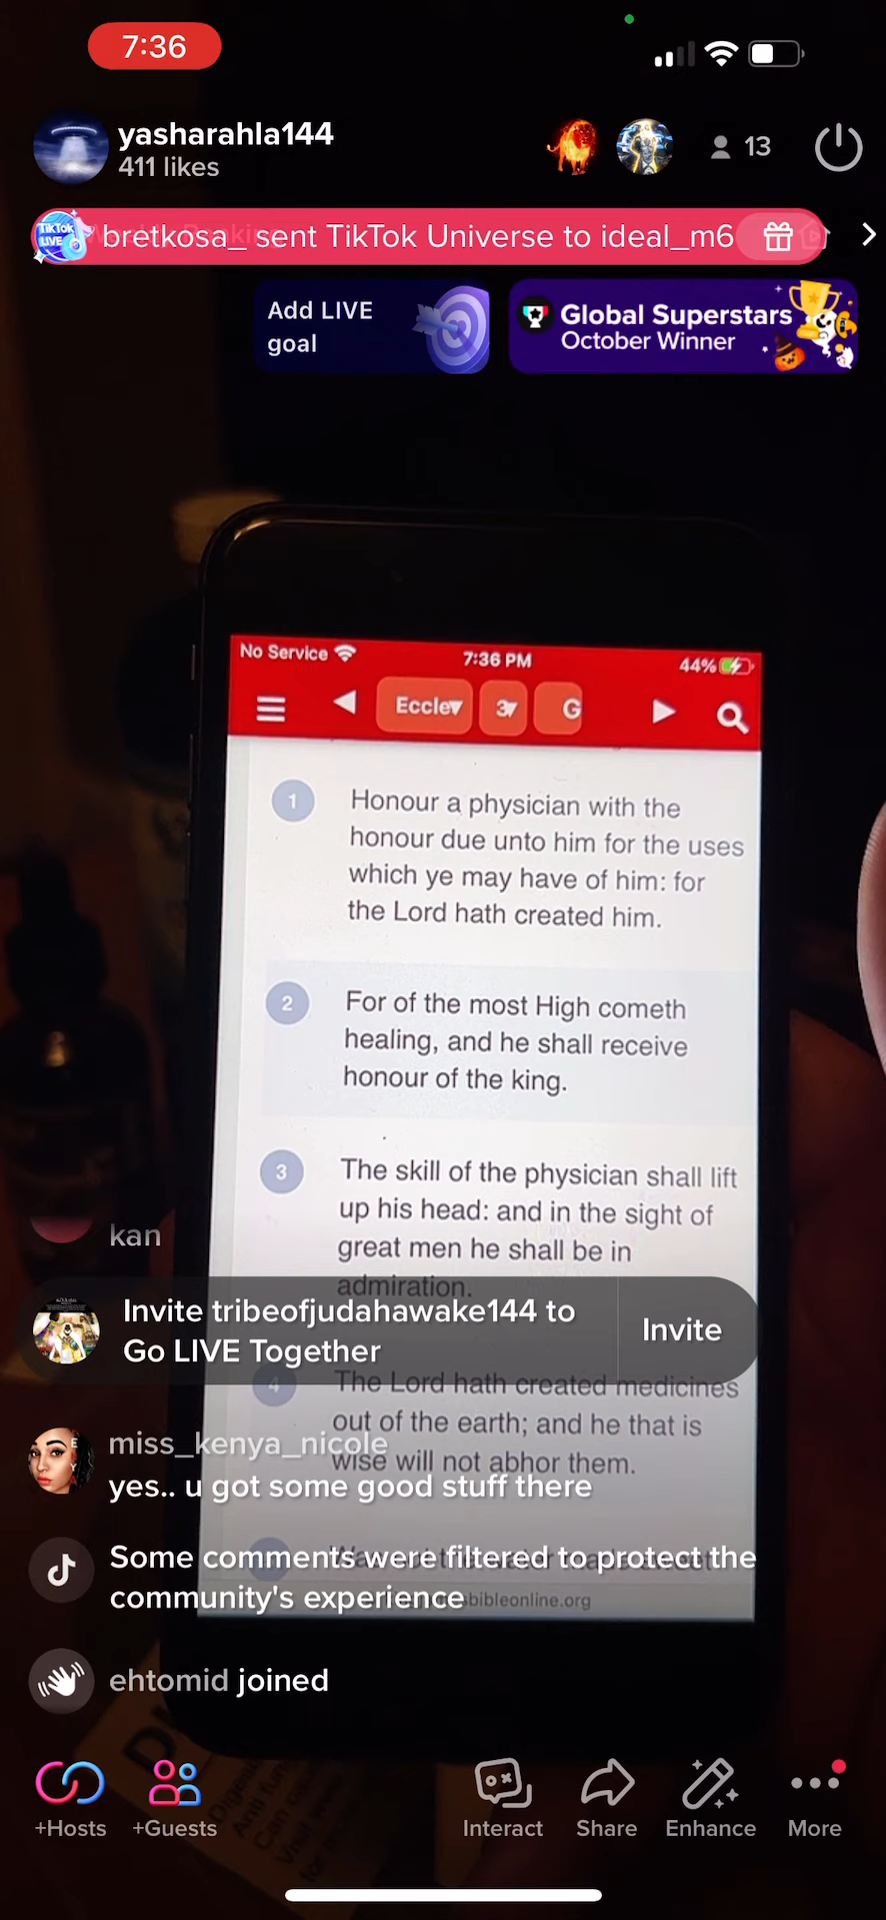 7:36
yasharahla144
411 likes
13
bretkosa_ sent TikTok Universe to ideal_m6
Add LIVE
goal
Global Superstars
October Winner
No Service
7:36 PM
44%
Eccle
3
G
1
Honour a physician with the
honour due unto him for the uses
which ye may have of him: for
the Lord hath created him.
2
For of the most High cometh
healing, and he shall receive
honour of the king.
3
The skill of the physician shall lift
up his head: and in the sight of
great men he shall be in
admiration.
kan
Invite tribeofjudahawake144 to
Go LIVE Together
Invite
4
The Lord hath created medicines
out of the earth; and he that is
wise will not abhor them.
miss_kenya_nicole
yes.. u got some good stuff there
Some comments were filtered to protect the
community's experience
bibleonline.org
ehtomid joined
+Hosts
+Guests
Interact
Share
Enhance
More